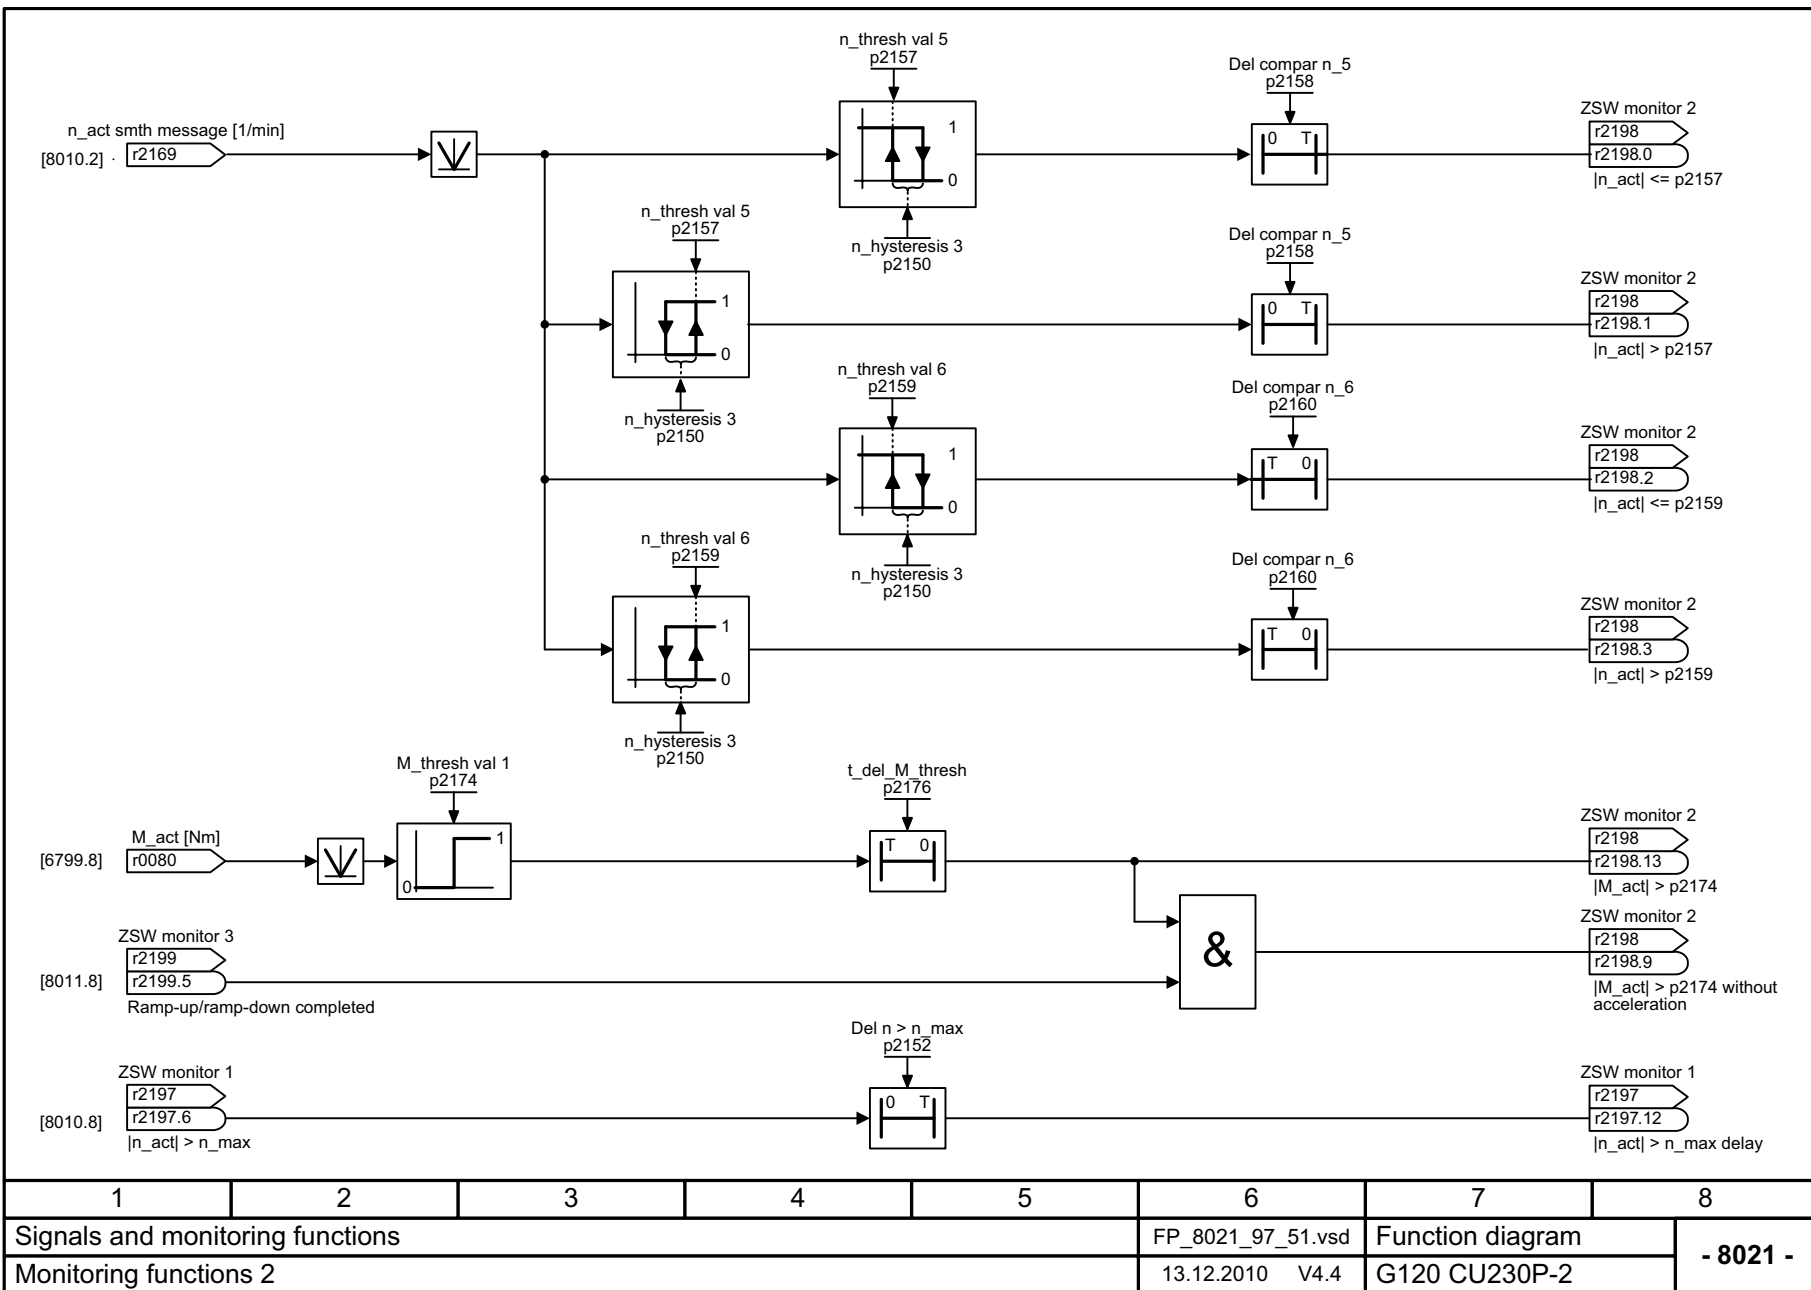 n_thresh val 5
p2157
Del compar n_5
p2158
ZSW monitor 2
n_act smth message [1/min]
[8010.2] . r2169
1
0
0 T
r2198
r2198.0
|n_act| <= p2157
n_hysteresis 3
p2150
n_thresh val 5
p2157
Del compar n_5
p2158
ZSW monitor 2
1
0
0 T
r2198
r2198.1
|n_act| > p2157
n_hysteresis 3
p2150
n_thresh val 6
p2159
Del compar n_6
p2160
ZSW monitor 2
1
0
T 0
r2198
r2198.2
|n_act| <= p2159
n_hysteresis 3
p2150
n_thresh val 6
p2159
Del compar n_6
p2160
ZSW monitor 2
1
0
T 0
r2198
r2198.3
|n_act| > p2159
n_hysteresis 3
p2150
M_thresh val 1
p2174
t_del_M_thresh
p2176
ZSW monitor 2
M_act [Nm]
[6799.8] r0080
1
0
T 0
r2198
r2198.13
|M_act| > p2174
ZSW monitor 2
ZSW monitor 3
r2199
[8011.8] r2199.5
Ramp-up/ramp-down completed
&
r2198
r2198.9
|M_act| > p2174 without
acceleration
Del n > n_max
p2152
ZSW monitor 1
r2197
[8010.8] r2197.6
|n_act| > n_max
0 T
ZSW monitor 1
r2197
r2197.12
|n_act| > n_max delay
1 2 3 4 5 6 7 8
Signals and monitoring functions FP_8021_97_51.vsd Function diagram
- 8021 -
Monitoring functions 2 13.12.2010 V4.4 G120 CU230P-2